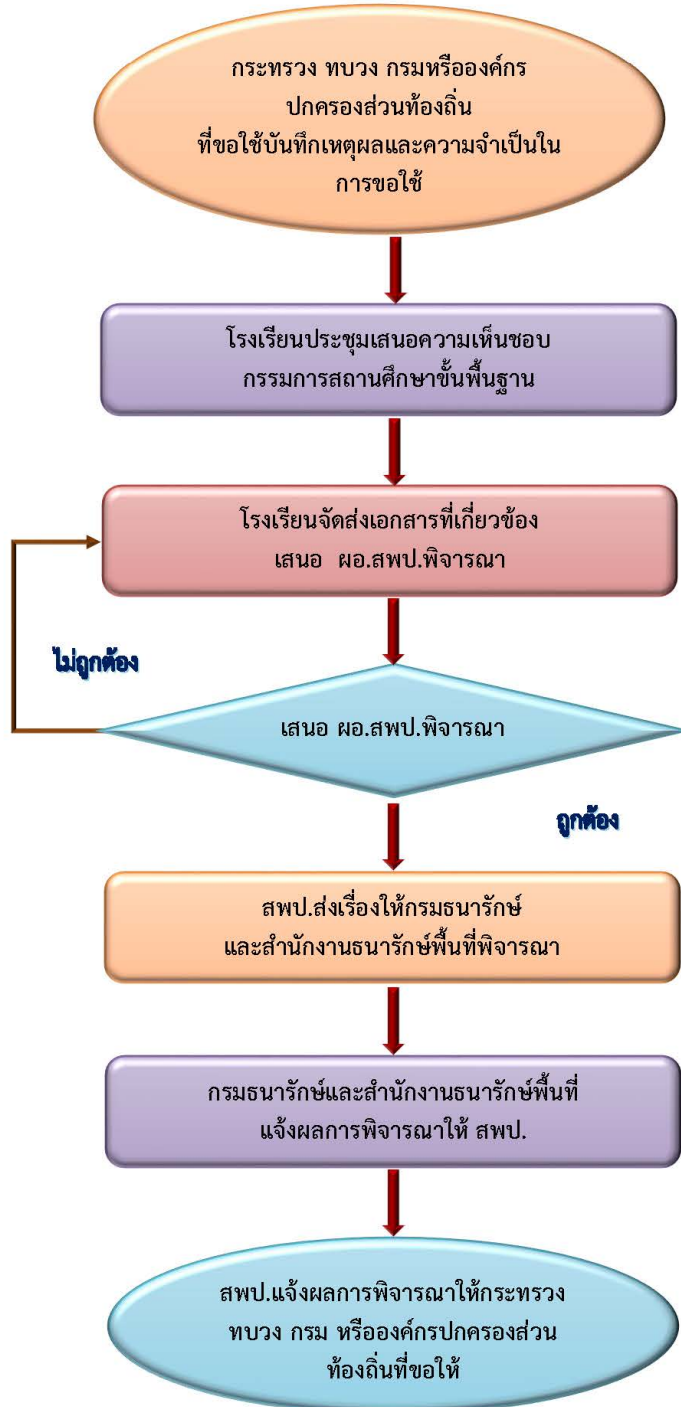 กระทรวง ทบวง กรมหรือองค์กร
ปกครองส่วนท้องถิ่น
ที่ขอใช้บันทึกเหตุผลและความจำเป็นใน
การขอใช้
โรงเรียนประชุมเสนอความเห็นชอบ
กรรมการสถานศึกษาขั้นพื้นฐาน
โรงเรียนจัดส่งเอกสารที่เกี่ยวข้อง
เสนอ ผอ.สพป.พิจารณา
ไม่ถูกต้อง
เสนอ ผอ.สพป.พิจารณา
ถูกต้อง
สพป.ส่งเรื่องให้กรมธนารักษ์
และสำนักงานธนารักษ์พื้นที่พิจารณา
กรมธนารักษ์และสำนักงานธนารักษ์พื้นที่
แจ้งผลการพิจารณาให้ สพป.
สพป.แจ้งผลการพิจารณาให้กระทรวง
ทบวง กรม หรือองค์กรปกครองส่วน
ท้องถิ่นที่ขอให้